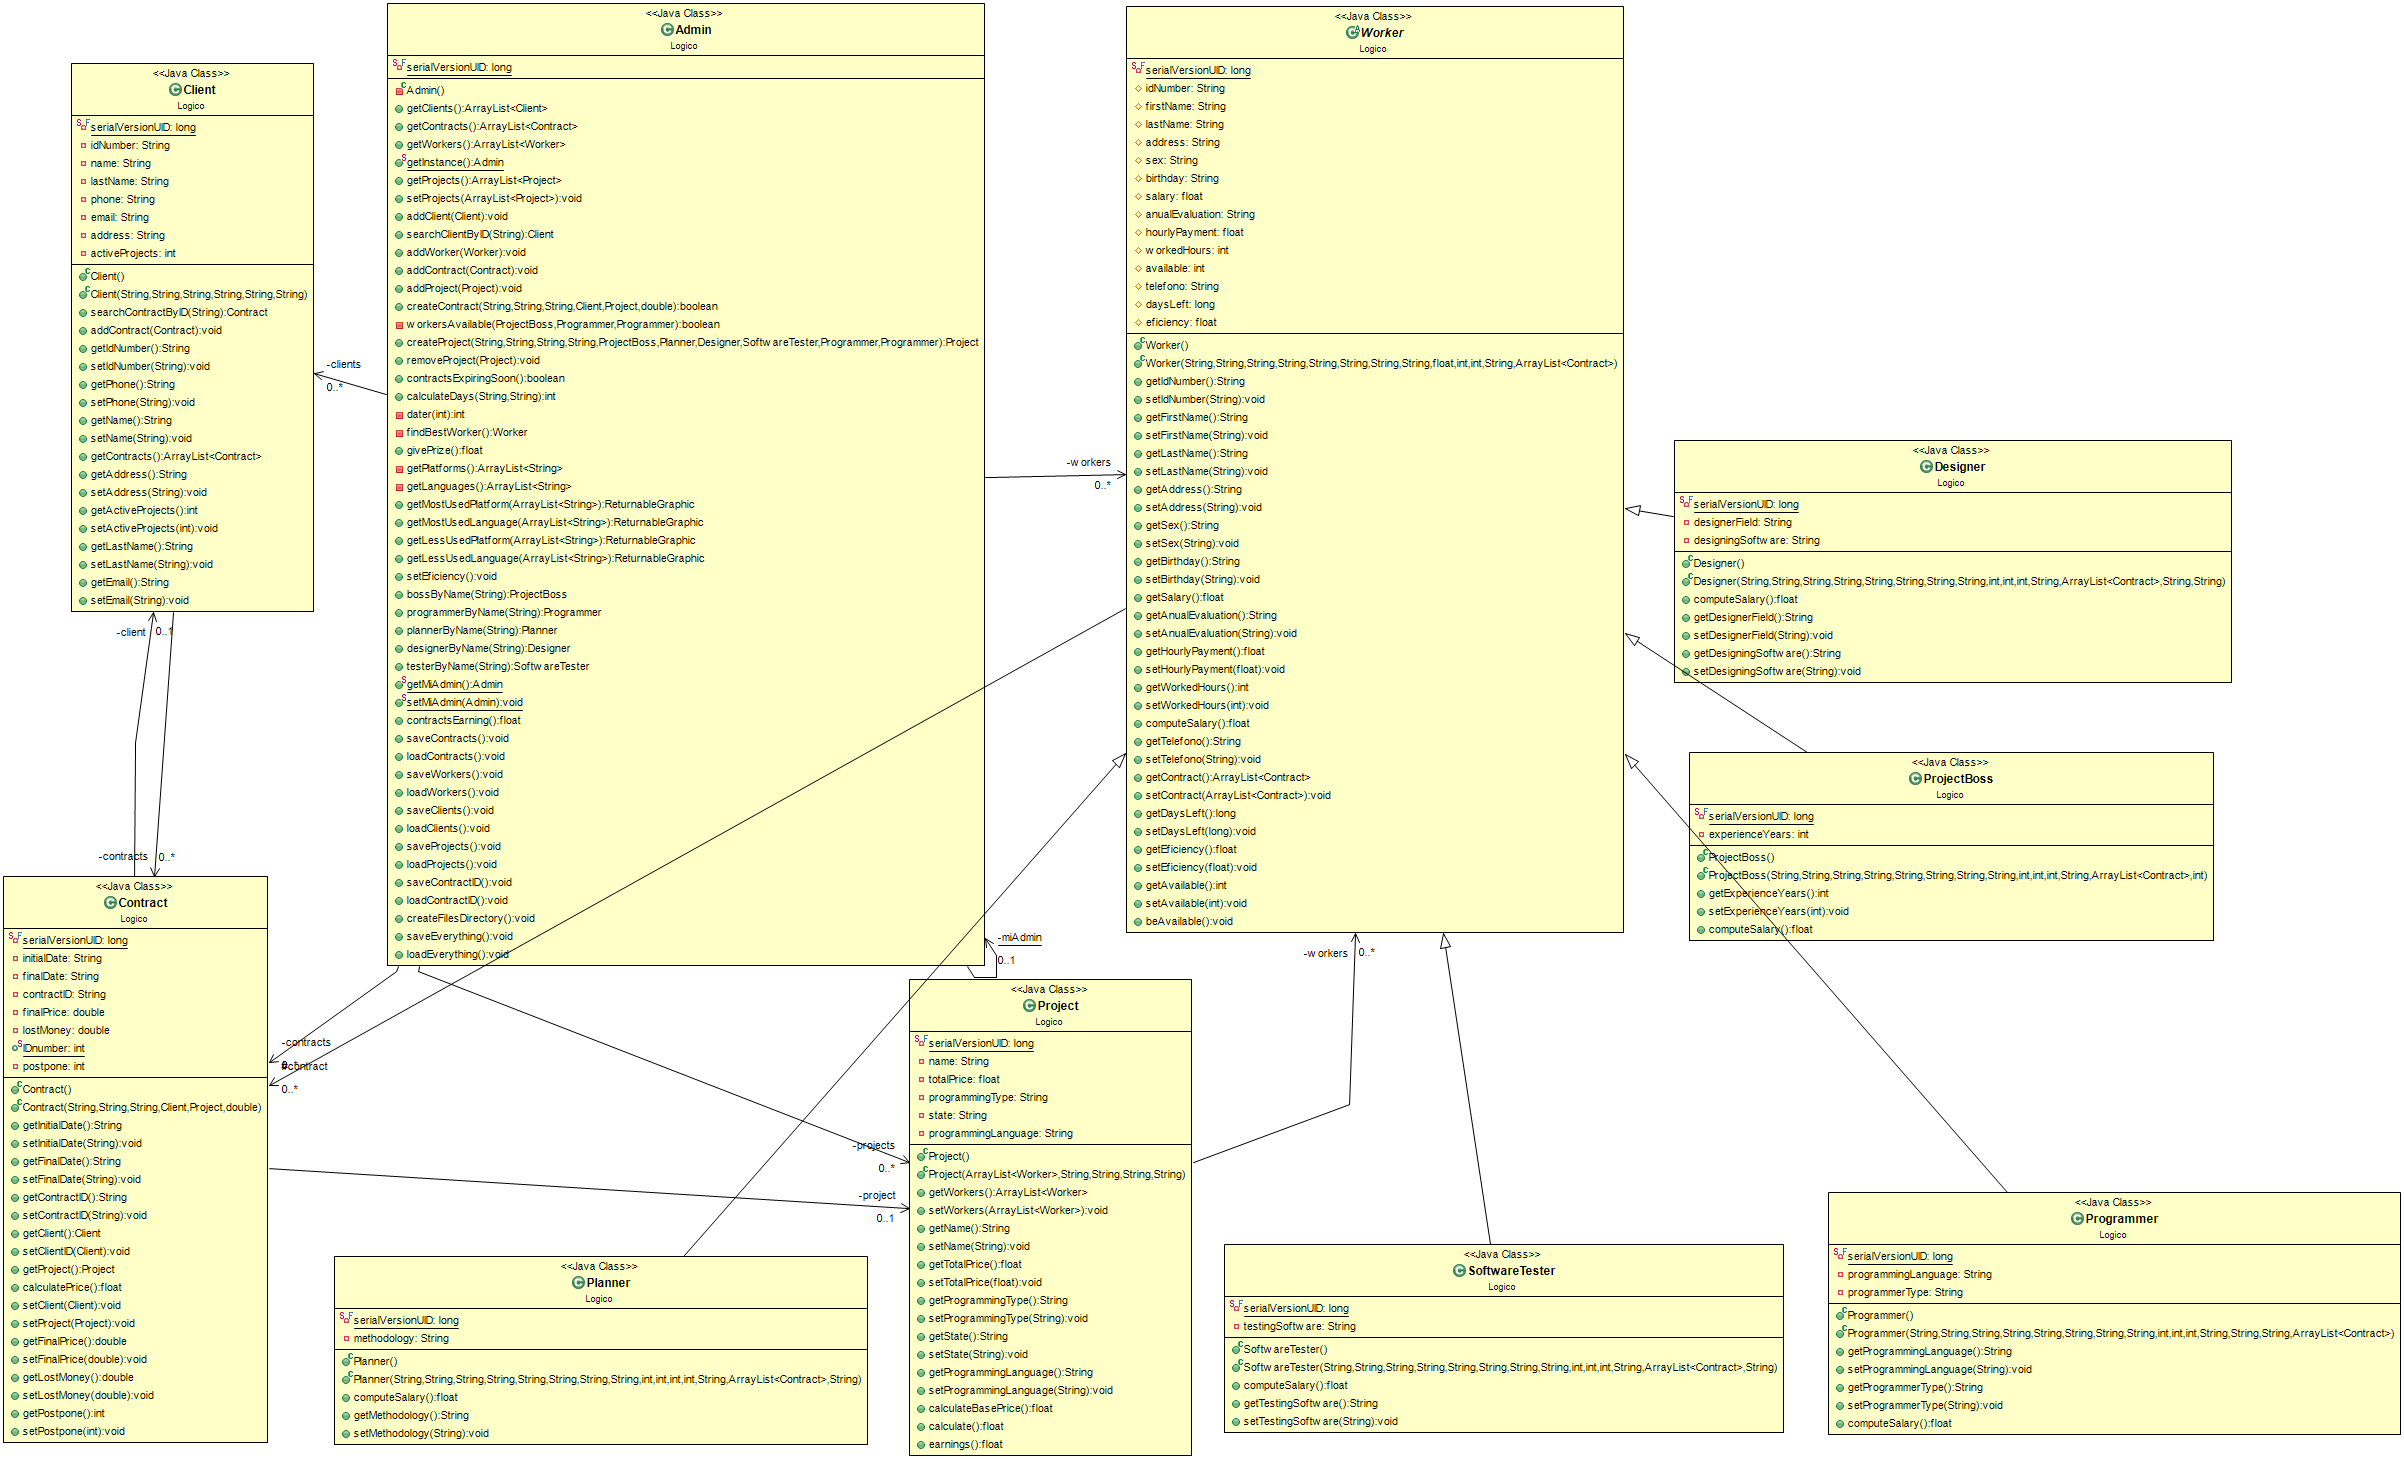 <<Java Class>>
Client
Logico
serialVersionUID: long
idNumber: String
name: String
lastName: String
phone: String
email: String
address: String
activeProjects: int
Client()
Client(String,String,String,String,String,String)
searchContractByID(String):Contract
addContract(Contract):void
getIdNumber():String
setIdNumber(String):void
getPhone():String
setPhone(String):void
getName():String
setName(String):void
getContracts():ArrayList<Contract>
getAddress():String
setAddress(String):void
getActiveProjects():int
setActiveProjects(int):void
getLastName():String
setLastName(String):void
getEmail():String
setEmail(String):void
<<Java Class>>
Admin
Logico
serialVersionUID: long
Admin()
getClients():ArrayList<Client>
getContracts():ArrayList<Contract>
getWorkers():ArrayList<Worker>
getInstance():Admin
getProjects():ArrayList<Project>
setProjects(ArrayList<Project>):void
addClient(Client):void
searchClientByID(String):Client
addWorker(Worker):void
addContract(Contract):void
addProject(Project):void
createContract(String,String,String,Client,Project,double):boolean
workersAvailable(ProjectBoss,Programmer,Programmer):boolean
createProject(String,String,String,String,ProjectBoss,Planner,Designer,SoftwareTester,Programmer,Programmer):Project
removeProject(Project):void
contractsExpiringSoon():boolean
calculateDays(String,String):int
dater(int):int
findBestWorker():Worker
givePrize():float
getPlatforms():ArrayList<String>
getLanguages():ArrayList<String>
getMostUsedPlatform(ArrayList<String>):ReturnableGraphic
getMostUsedLanguage(ArrayList<String>):ReturnableGraphic
getLessUsedPlatform(ArrayList<String>):ReturnableGraphic
getLessUsedLanguage(ArrayList<String>):ReturnableGraphic
setEficiency():void
bossByName(String):ProjectBoss
programmerByName(String):Programmer
plannerByName(String):Planner
designerByName(String):Designer
testerByName(String):SoftwareTester
getMiAdmin():Admin
setMiAdmin(Admin):void
contractsEarning():float
saveContracts():void
loadContracts():void
saveWorkers():void
loadWorkers():void
saveClients():void
loadClients():void
saveProjects():void
loadProjects():void
saveContractID():void
loadContractID():void
createFilesDirectory():void
saveEverything():void
loadEverything():void
<<Java Class>>
Worker
Logico
serialVersionUID: long
idNumber: String
firstName: String
lastName: String
address: String
sex: String
birthday: String
salary: float
anualEvaluation: String
hourlyPayment: float
workedHours: int
available: int
telefono: String
daysLeft: long
eficiency: float
Worker()
Worker(String,String,String,String,String,String,String,String,float,int,int,String,ArrayList<Contract>)
getIdNumber():String
setIdNumber(String):void
getFirstName():String
setFirstName(String):void
getLastName():String
setLastName(String):void
getAddress():String
setAddress(String):void
getSex():String
setSex(String):void
getBirthday():String
setBirthday(String):void
getSalary():float
getAnualEvaluation():String
setAnualEvaluation(String):void
getHourlyPayment():float
setHourlyPayment(float):void
getWorkedHours():int
setWorkedHours(int):void
computeSalary():float
getTelefono():String
setTelefono(String):void
getContract():ArrayList<Contract>
setContract(ArrayList<Contract>):void
getDaysLeft():long
setDaysLeft(long):void
getEficiency():float
setEficiency(float):void
getAvailable():int
setAvailable(int):void
beAvailable():void
<<Java Class>>
Designer
Logico
serialVersionUID: long
designerField: String
designingSoftware: String
Designer()
Designer(String,String,String,String,String,String,String,String,int,int,int,String,ArrayList<Contract>,String,String)
computeSalary():float
getDesignerField():String
setDesignerField(String):void
getDesigningSoftware():String
setDesigningSoftware(String):void
<<Java Class>>
ProjectBoss
Logico
serialVersionUID: long
experienceYears: int
ProjectBoss()
ProjectBoss(String,String,String,String,String,String,String,String,int,int,int,String,ArrayList<Contract>,int)
getExperienceYears():int
setExperienceYears(int):void
computeSalary():float
-clients
0..*
-workers
0..*
-client
0..1
-contracts
0..*
-miAdmin
0..1
-workers
0..*
-contracts
#contract
0..*
-projects
0..*
-project
0..1
<<Java Class>>
Contract
Logico
serialVersionUID: long
initialDate: String
finalDate: String
contractID: String
finalPrice: double
lostMoney: double
IDnumber: int
postpone: int
Contract()
Contract(String,String,String,Client,Project,double)
getInitialDate():String
setInitialDate(String):void
getFinalDate():String
setFinalDate(String):void
getContractID():String
setContractID(String):void
getClient():Client
setClientID(Client):void
getProject():Project
calculatePrice():float
setClient(Client):void
setProject(Project):void
getFinalPrice():double
setFinalPrice(double):void
getLostMoney():double
setLostMoney(double):void
getPostpone():int
setPostpone(int):void
<<Java Class>>
Planner
Logico
serialVersionUID: long
methodology: String
Planner()
Planner(String,String,String,String,String,String,String,String,int,int,int,int,String,ArrayList<Contract>,String)
computeSalary():float
getMethodology():String
setMethodology(String):void
<<Java Class>>
Project
Logico
serialVersionUID: long
name: String
totalPrice: float
programmingType: String
state: String
programmingLanguage: String
Project()
Project(ArrayList<Worker>,String,String,String,String)
getWorkers():ArrayList<Worker>
setWorkers(ArrayList<Worker>):void
getName():String
setName(String):void
getTotalPrice():float
setTotalPrice(float):void
getProgrammingType():String
setProgrammingType(String):void
getState():String
setState(String):void
getProgrammingLanguage():String
setProgrammingLanguage(String):void
calculateBasePrice():float
calculate():float
earnings():float
<<Java Class>>
SoftwareTester
Logico
serialVersionUID: long
testingSoftware: String
SoftwareTester()
SoftwareTester(String,String,String,String,String,String,String,String,int,int,int,String,ArrayList<Contract>,String)
computeSalary():float
getTestingSoftware():String
setTestingSoftware(String):void
<<Java Class>>
Programmer
Logico
serialVersionUID: long
programmingLanguage: String
programmerType: String
Programmer()
Programmer(String,String,String,String,String,String,String,String,int,int,int,String,String,String,ArrayList<Contract>)
getProgrammingLanguage():String
setProgrammingLanguage(String):void
getProgrammerType():String
setProgrammerType(String):void
computeSalary():float